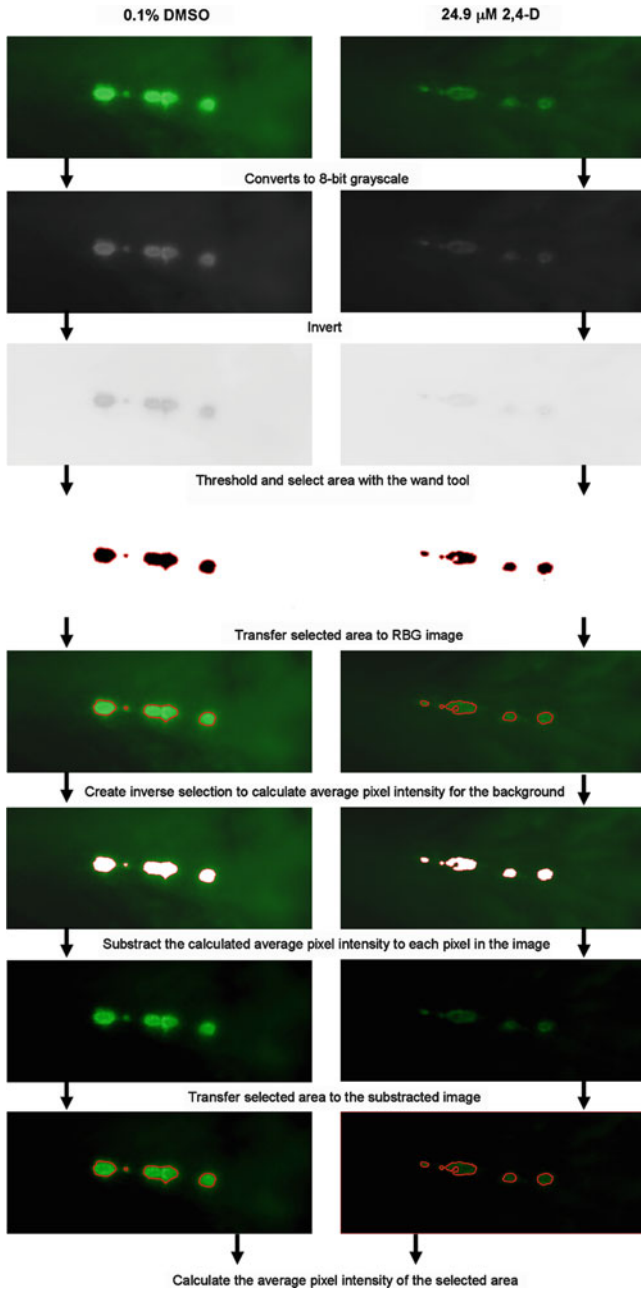 0.1% DMSO
24.9 μM 2,4-D
Converts to 8-bit grayscale
Invert
Threshold and select area with the wand tool
Transfer selected area to RBG image
Create inverse selection to calculate average pixel intensity for the background
Substract the calculated average pixel intensity to each pixel in the image
Transfer selected area to the substracted image
Calculate the average pixel intensity of the selected area